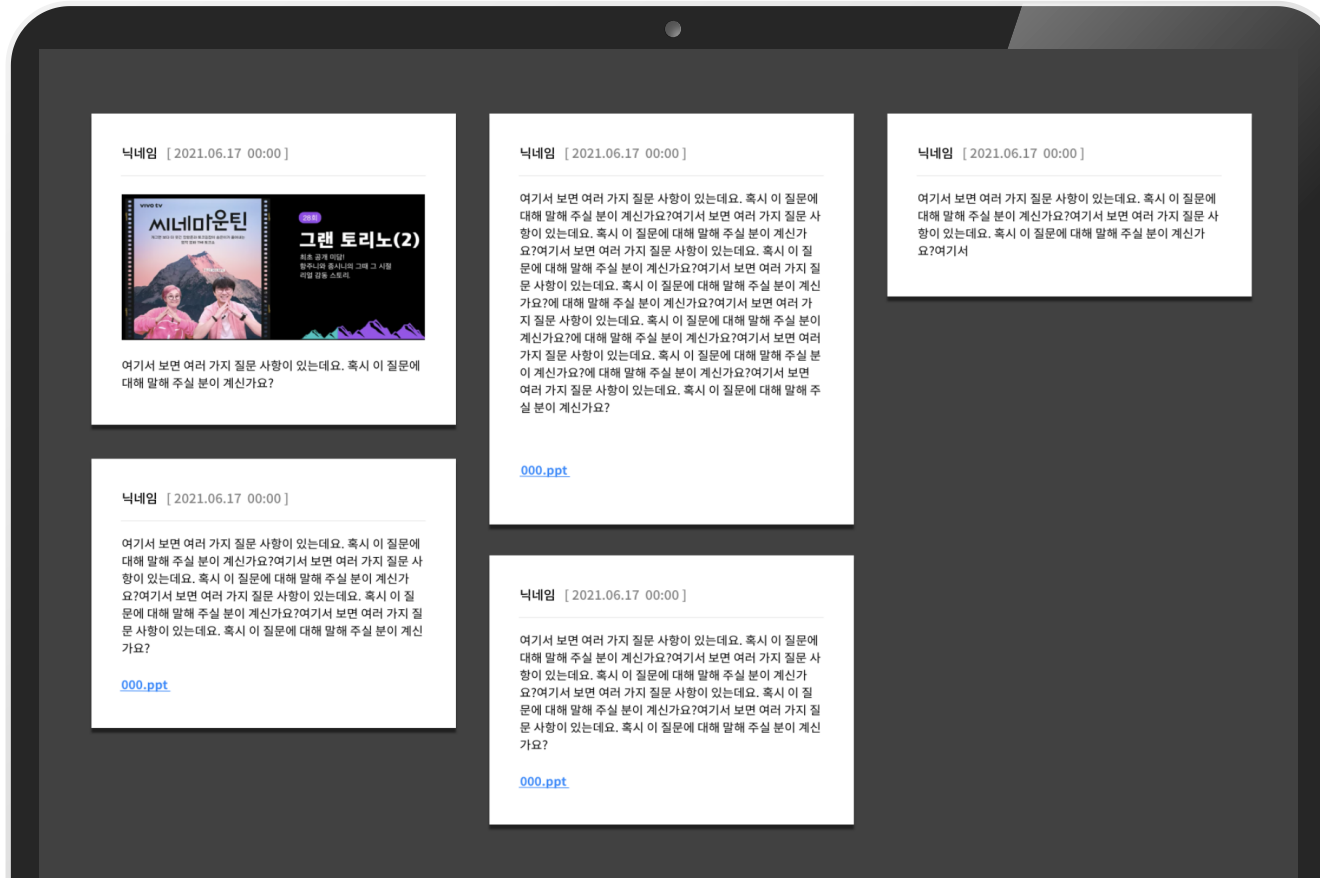 닉네임 [ 2021.06.17 00:00 ]
vivo tv
씨네마운틴
28회
그랜 토리노(2)
최초 공개 미담!
항주니와 종시니의 그때 그 시절
리얼 감동 스토리.
여기서 보면 여러 가지 질문 사항이 있는데요. 혹시 이 질문에
대해 말해 주실 분이 계신가요?
닉네임 [ 2021.06.17 00:00 ]
여기서 보면 여러 가지 질문 사항이 있는데요. 혹시 이 질문에
대해 말해 주실 분이 계신가요?여기서 보면 여러 가지 질문 사
항이 있는데요. 혹시 이 질문에 대해 말해 주실 분이 계신가
요?여기서 보면 여러 가지 질문 사항이 있는데요. 혹시 이 질
문에 대해 말해 주실 분이 계신가요?여기서 보면 여러 가지 질
문 사항이 있는데요. 혹시 이 질문에 대해 말해 주실 분이 계신
가요?
000.ppt
닉네임 [ 2021.06.17 00:00 ]
여기서 보면 여러 가지 질문 사항이 있는데요. 혹시 이 질문에
대해 말해 주실 분이 계신가요?여기서 보면 여러 가지 질문 사
항이 있는데요. 혹시 이 질문에 대해 말해 주실 분이 계신가
요?여기서 보면 여러 가지 질문 사항이 있는데요. 혹시 이 질
문에 대해 말해 주실 분이 계신가요?여기서 보면 여러 가지 질
문 사항이 있는데요. 혹시 이 질문에 대해 말해 주실 분이 계신
가요?에 대해 말해 주실 분이 계신가요?여기서 보면 여러 가
지 질문 사항이 있는데요. 혹시 이 질문에 대해 말해 주실 분이
계신가요?에 대해 말해 주실 분이 계신가요?여기서 보면 여러
가지 질문 사항이 있는데요. 혹시 이 질문에 대해 말해 주실 분
이 계신가요?에 대해 말해 주실 분이 계신가요?여기서 보면
여러 가지 질문 사항이 있는데요. 혹시 이 질문에 대해 말해 주
실 분이 계신가요?
000.ppt
닉네임 [ 2021.06.17 00:00 ]
여기서 보면 여러 가지 질문 사항이 있는데요. 혹시 이 질문에
대해 말해 주실 분이 계신가요?여기서 보면 여러 가지 질문 사
항이 있는데요. 혹시 이 질문에 대해 말해 주실 분이 계신가
요?여기서 보면 여러 가지 질문 사항이 있는데요. 혹시 이 질
문에 대해 말해 주실 분이 계신가요?여기서 보면 여러 가지 질
문 사항이 있는데요. 혹시 이 질문에 대해 말해 주실 분이 계신
가요?
000.ppt
닉네임 [ 2021.06.17 00:00 ]
여기서 보면 여러 가지 질문 사항이 있는데요. 혹시 이 질문에
대해 말해 주실 분이 계신가요?여기서 보면 여러 가지 질문 사
항이 있는데요. 혹시 이 질문에 대해 말해 주실 분이 계신가
요?여기서